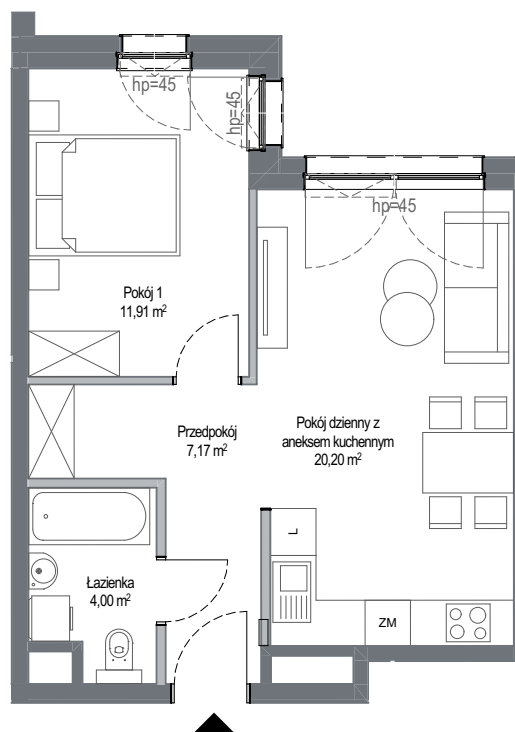 hp=45
hp=45
hp=45
Pokój 1
11,91 m²
Przedpokój
7,17 m²
Pokój dzienny z
aneksem kuchennym
20,20 m²
L
Łazienka
4,00 m²
ZM